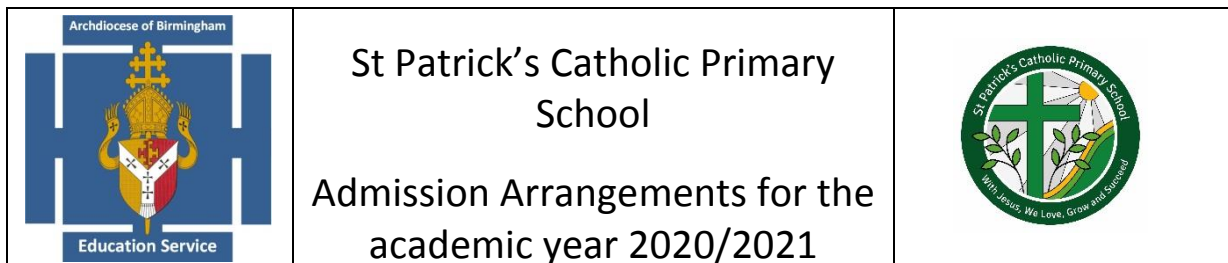 Archdiocese of Birmingham
Education Service
St Patrick’s Catholic Primary
School
Admission Arrangements for the
academic year 2020/2021
St Patrick's Catholic Primary School
With Jesus, We Love, Grow and Succeed